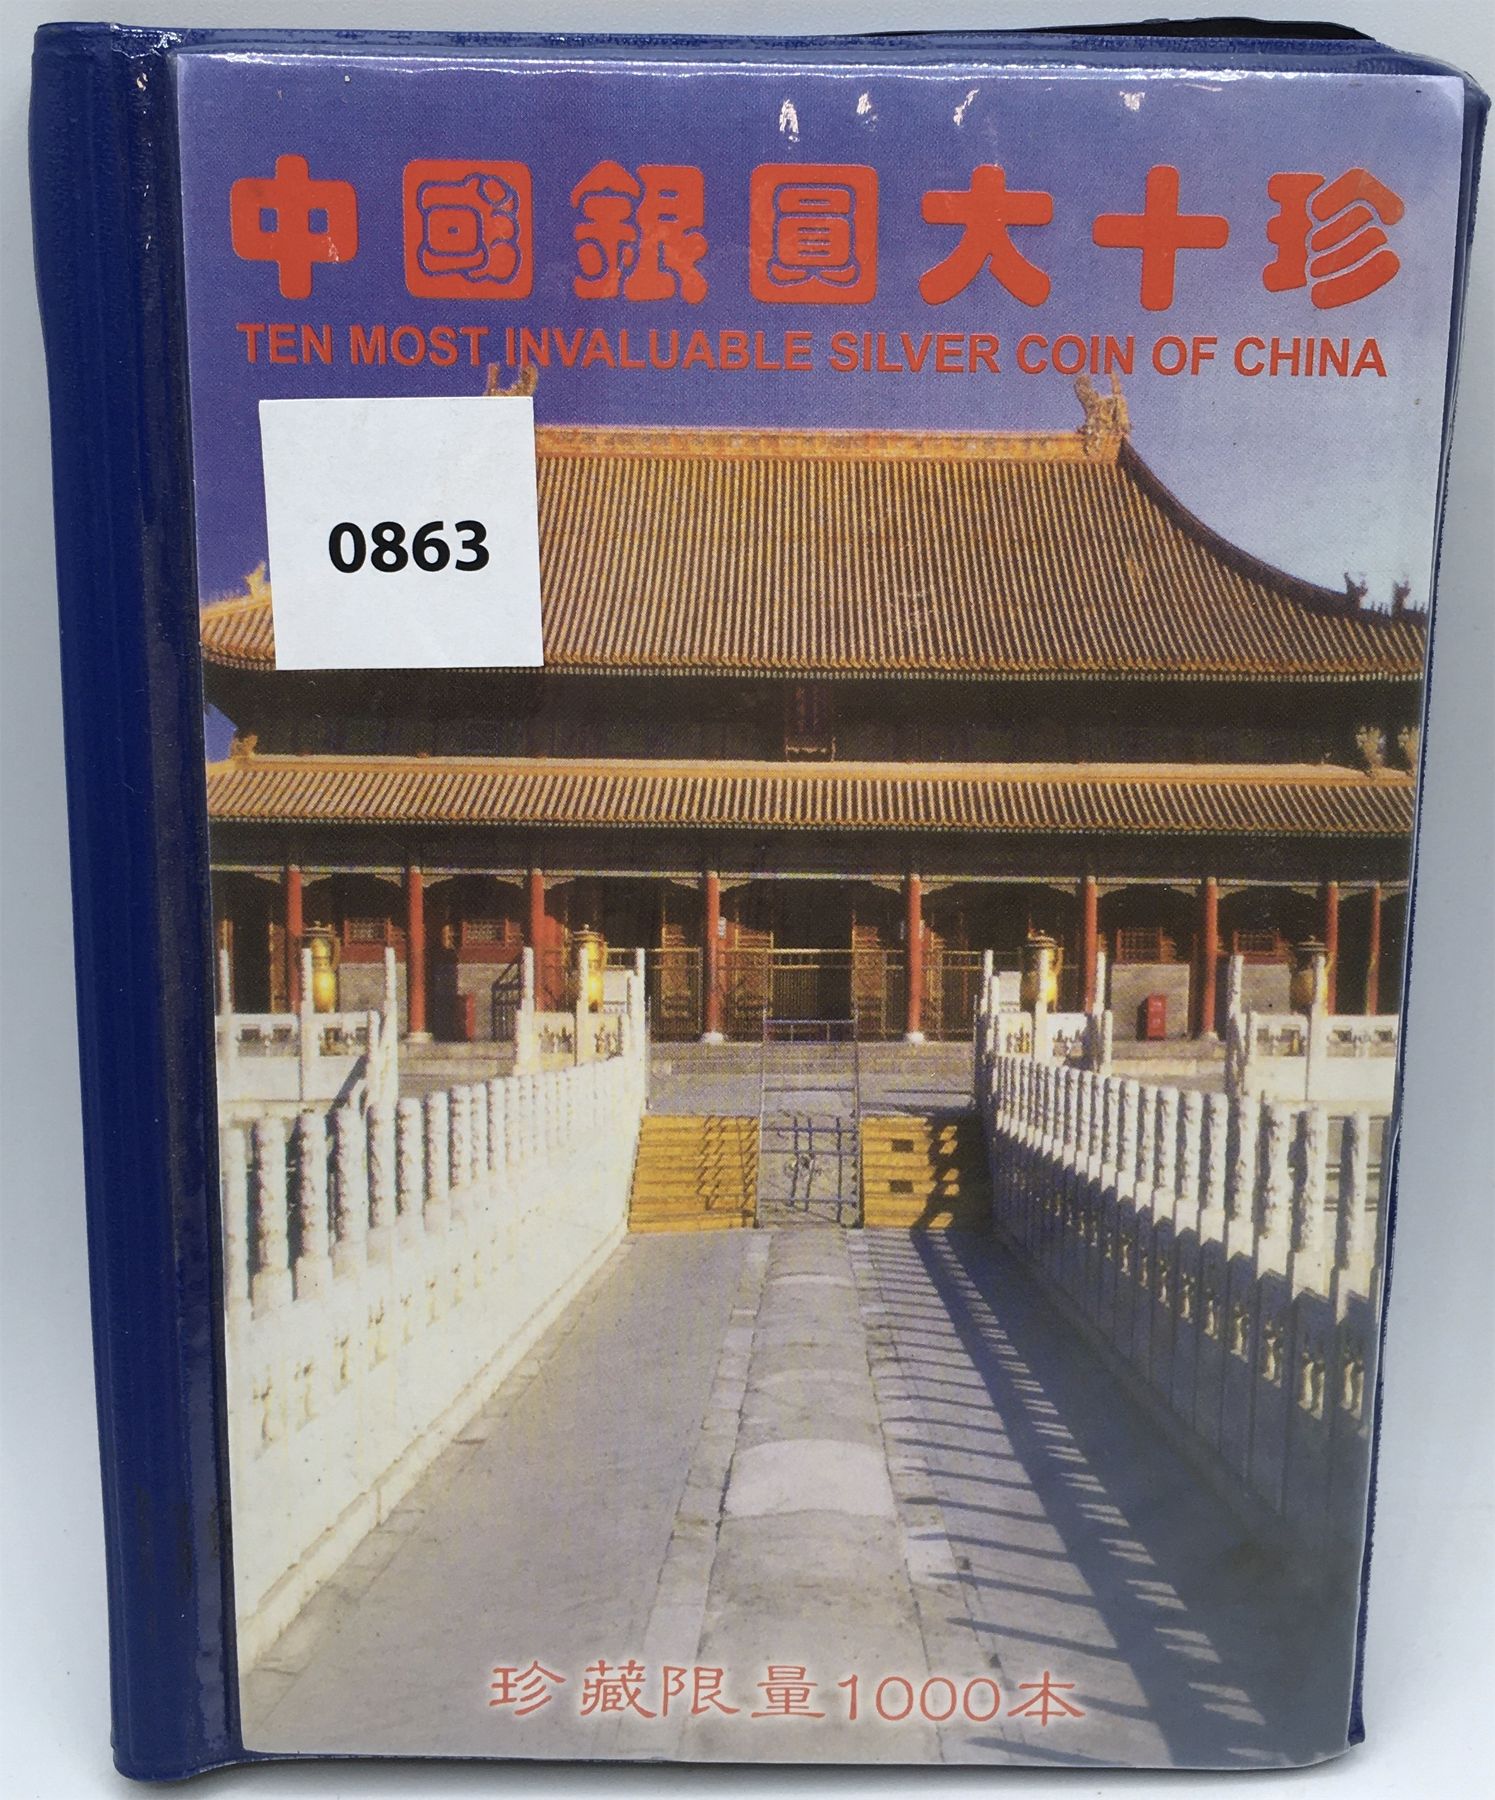 中國銀圓大十珍
TEN MOST INVALUABLE SILVER COIN OF CHINA
0863
珍藏限量1000本